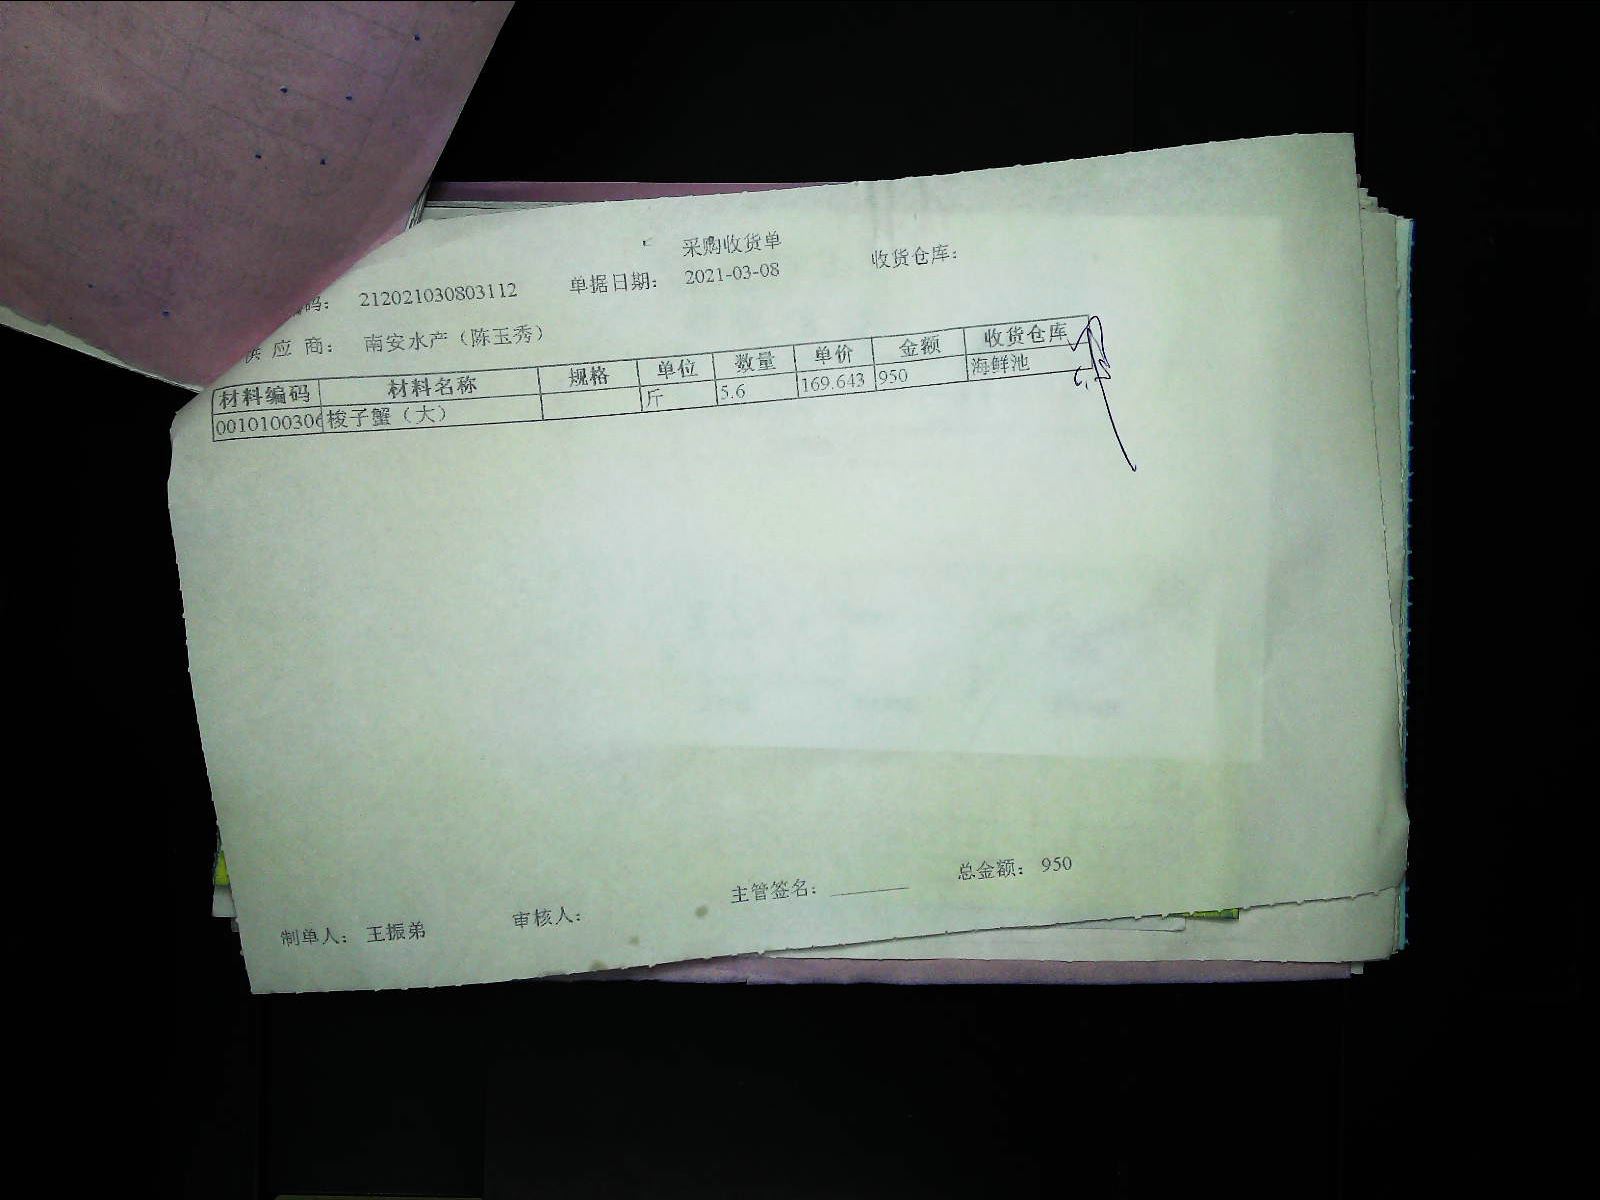 采购收货单
码： 212021030803112 单据日期： 2021-03-08 收货仓库：
供应商： 南安水产（陈玉秀）
材料编码 材料名称 规格 单位 数量 单价 金额 收货仓库
0010100306 梭子蟹（大） 斤 5.6 169.643 950 海鲜池
制单人： 王振弟 审核人： 主管签名： 总金额： 950